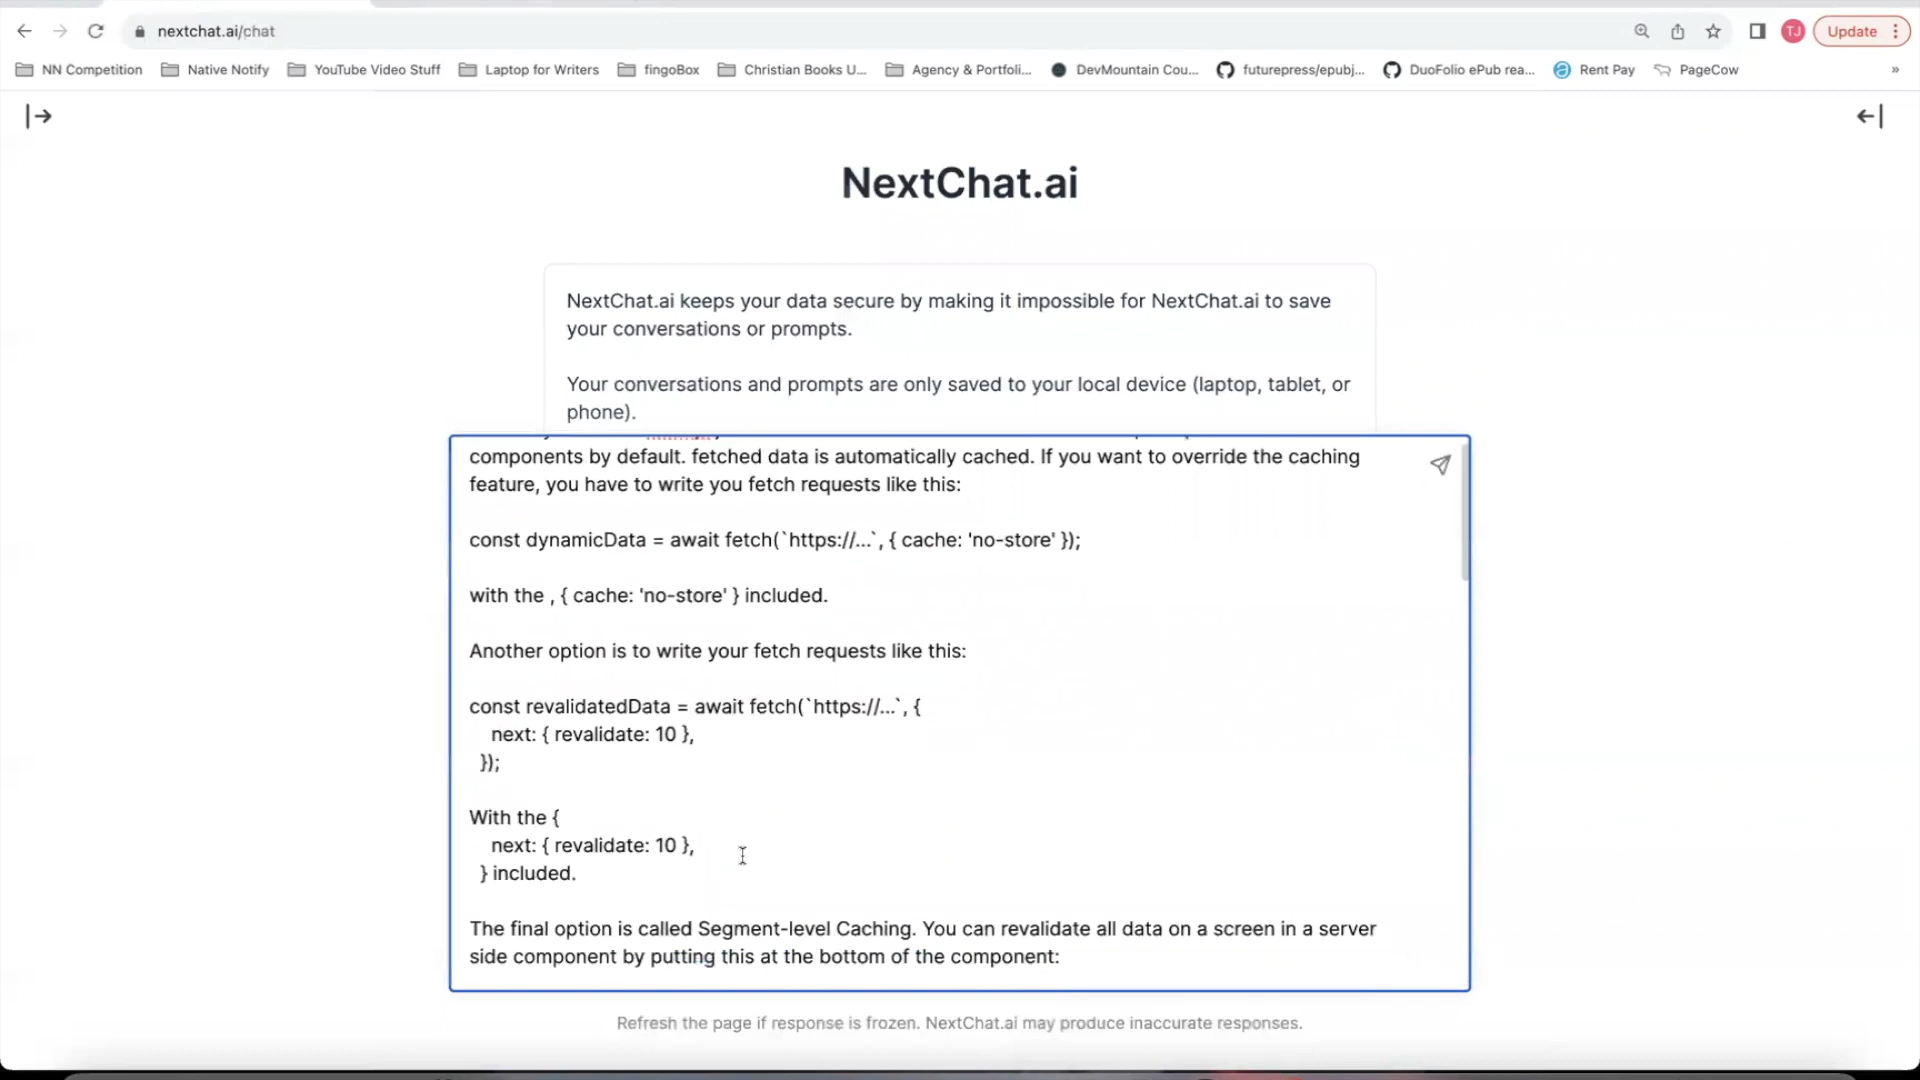 nextchat.ai/chat
TJ
Update
NN Competition
Native Notify
YouTube Video Stuff
Laptop for Writers
fingoBox
Christian Books U...
Agency & Portfoli...
DevMountain Cou...
futurepress/epubj...
DuoFolio ePub rea...
Rent Pay
PageCow
»
NextChat.ai
NextChat.ai keeps your data secure by making it impossible for NextChat.ai to save
your conversations or prompts.
Your conversations and prompts are only saved to your local device (laptop, tablet, or
phone).
components by default. fetched data is automatically cached. If you want to override the caching
feature, you have to write you fetch requests like this:
const dynamicData = await fetch(`https://...`, { cache: 'no-store' });
with the , { cache: 'no-store' } included.
Another option is to write your fetch requests like this:
const revalidatedData = await fetch(`https://...`, {
next: { revalidate: 10 },
});
With the {
next: { revalidate: 10 },
} included.
The final option is called Segment-level Caching. You can revalidate all data on a screen in a server
side component by putting this at the bottom of the component:
Refresh the page if response is frozen. NextChat.ai may produce inaccurate responses.